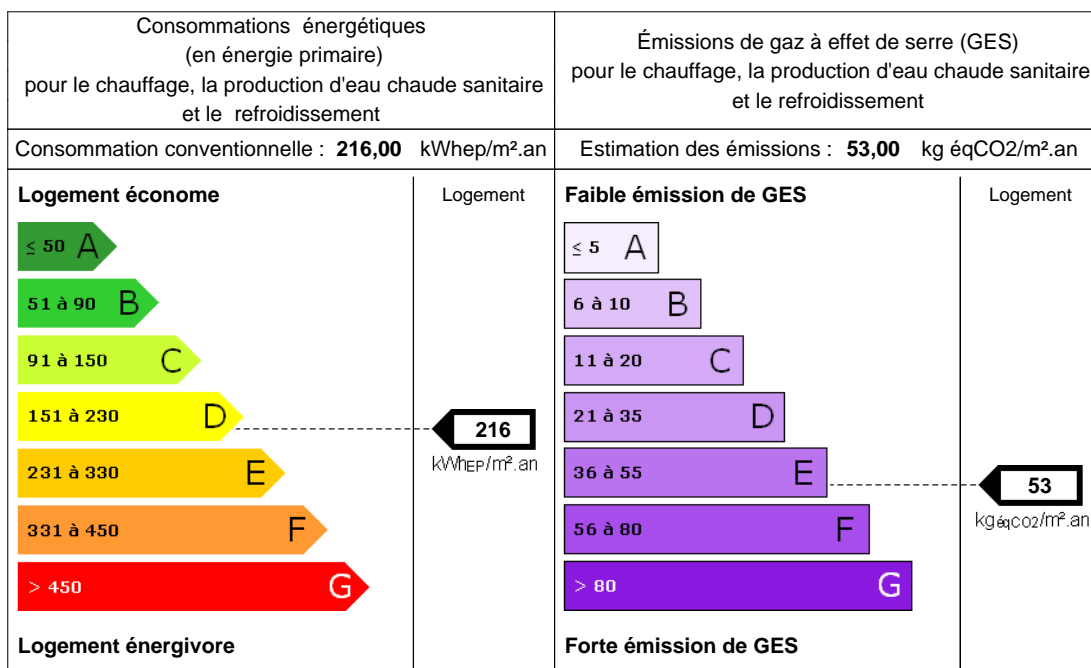 Consommations énergétiques
(en énergie primaire)
pour le chauffage, la production d'eau chaude sanitaire
et le refroidissement
Émissions de gaz à effet de serre (GES)
pour le chauffage, la production d'eau chaude sanitaire
et le refroidissement
Consommation conventionnelle : 216,00 kWhep/m².an
Estimation des émissions : 53,00 kg éqCO2/m².an
Logement économe
Logement
≤ 50 A
51 à 90 B
91 à 150 C
151 à 230 D
231 à 330 E
331 à 450 F
> 450 G
216
kWhEP/m².an
Logement énergivore
Faible émission de GES
Logement
≤ 5 A
6 à 10 B
11 à 20 C
21 à 35 D
36 à 55 E
56 à 80 F
> 80 G
53
kgéqCO2/m².an
Forte émission de GES